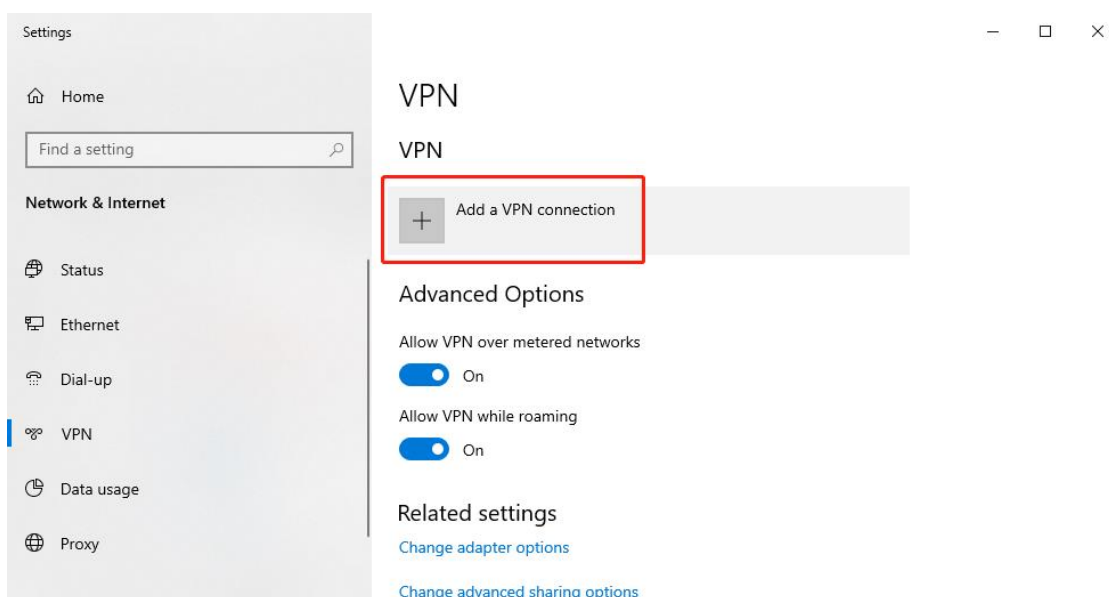 Settings
Home
Find a setting
Network & Internet
Status
Ethernet
Dial-up
VPN
Data usage
Proxy
VPN
VPN
Add a VPN connection
Advanced Options
Allow VPN over metered networks
On
Allow VPN while roaming
On
Related settings
Change adapter options
Change advanced sharing options